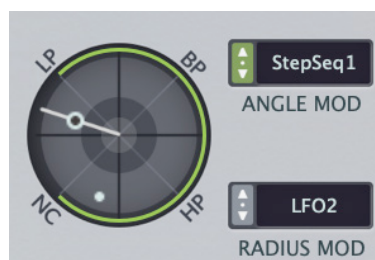 LP
BP
StepSeq1
ANGLE MOD
NC
HP
LFO2
RADIUS MOD